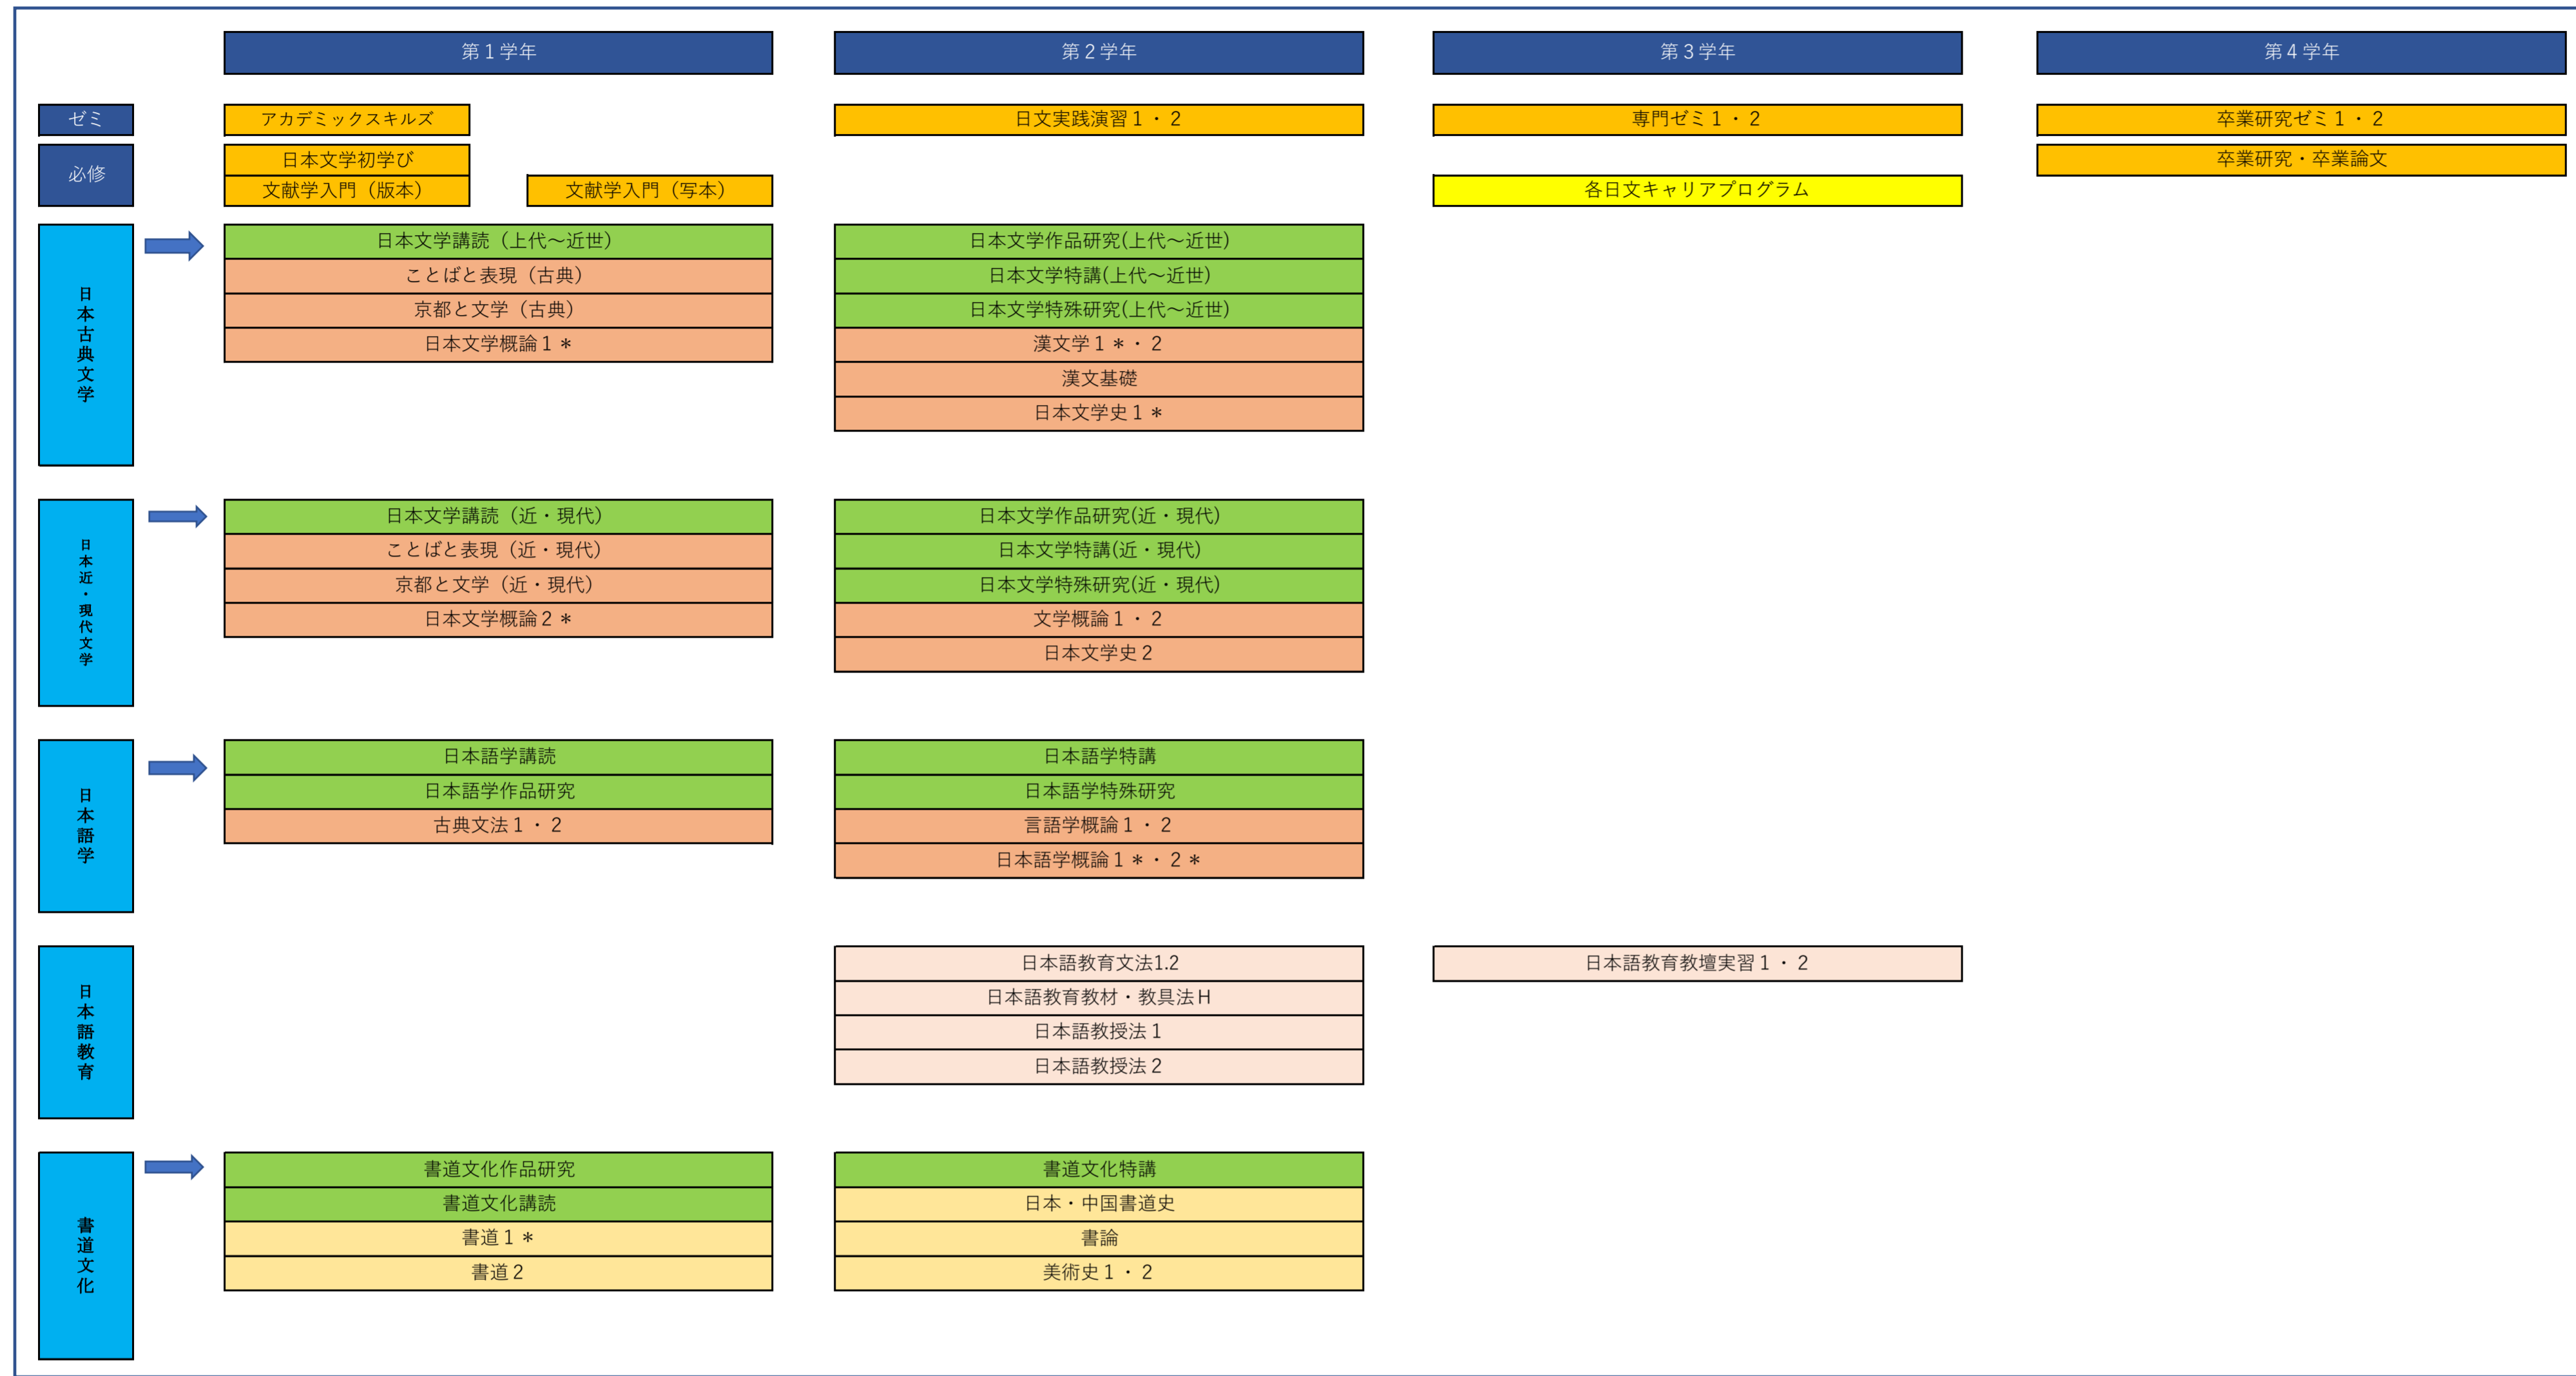 第１学年
第２学年
第３学年
第４学年
ゼミ
アカデミックスキルズ
日文実践演習１・２
専門ゼミ１・２
卒業研究ゼミ１・２
必修
日本文学初学び
卒業研究・卒業論文
文献学入門（版本）
文献学入門（写本）
各日文キャリアプログラム
日本古典文学
日本文学講読（上代～近世）
ことばと表現（古典）
京都と文学（古典）
日本文学概論１＊
日本文学作品研究(上代～近世)
日本文学特講(上代～近世)
日本文学特殊研究(上代～近世)
漢文学１＊・２
漢文基礎
日本文学史１＊
日本近・現代文学
日本文学講読（近・現代）
ことばと表現（近・現代）
京都と文学（近・現代）
日本文学概論２＊
日本文学作品研究(近・現代)
日本文学特講(近・現代)
日本文学特殊研究(近・現代)
文学概論１・２
日本文学史２
日本語学
日本語学講読
日本語学作品研究
古典文法１・２
日本語学特講
日本語学特殊研究
言語学概論１・２
日本語学概論１＊・２＊
日本語教育
日本語教育文法1.2
日本語教育教材・教具法Ｈ
日本語教授法１
日本語教授法２
日本語教育教壇実習１・２
書道文化
書道文化作品研究
書道文化講読
書道１＊
書道２
書道文化特講
日本・中国書道史
書論
美術史１・２